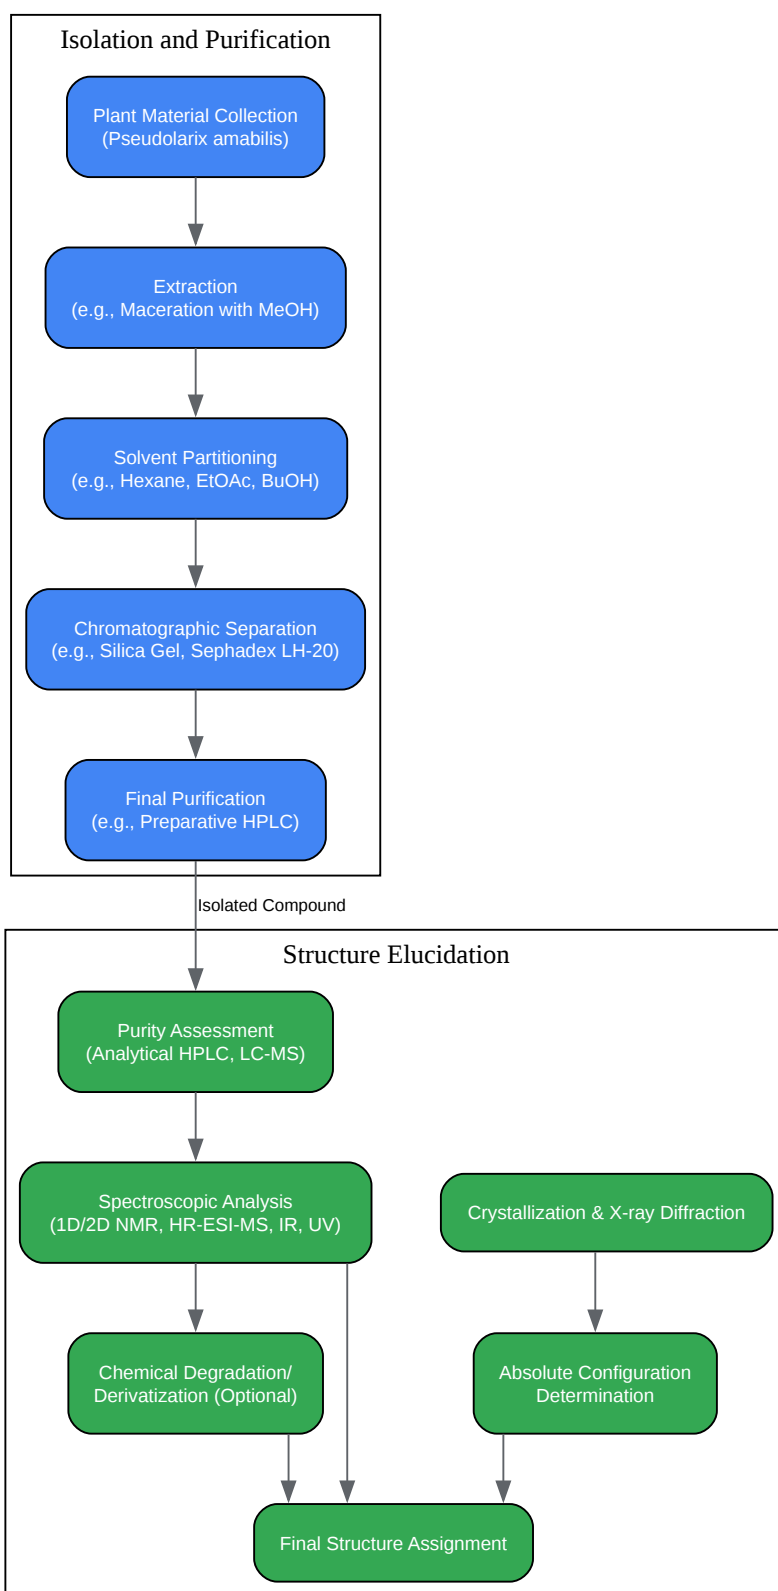 Isolation and Purification
Plant Material Collection
(Pseudolarix amabilis)
Extraction
(e.g., Maceration with MeOH)
Solvent Partitioning
(e.g., Hexane, EtOAc, BuOH)
Chromatographic Separation
(e.g., Silica Gel, Sephadex LH-20)
Final Purification
(e.g., Preparative HPLC)
Isolated Compound
Structure Elucidation
Purity Assessment
(Analytical HPLC, LC-MS)
Spectroscopic Analysis
(1D/2D NMR, HR-ESI-MS, IR, UV)
Crystallization & X-ray Diffraction
Chemical Degradation/
Derivatization (Optional)
Absolute Configuration
Determination
Final Structure Assignment